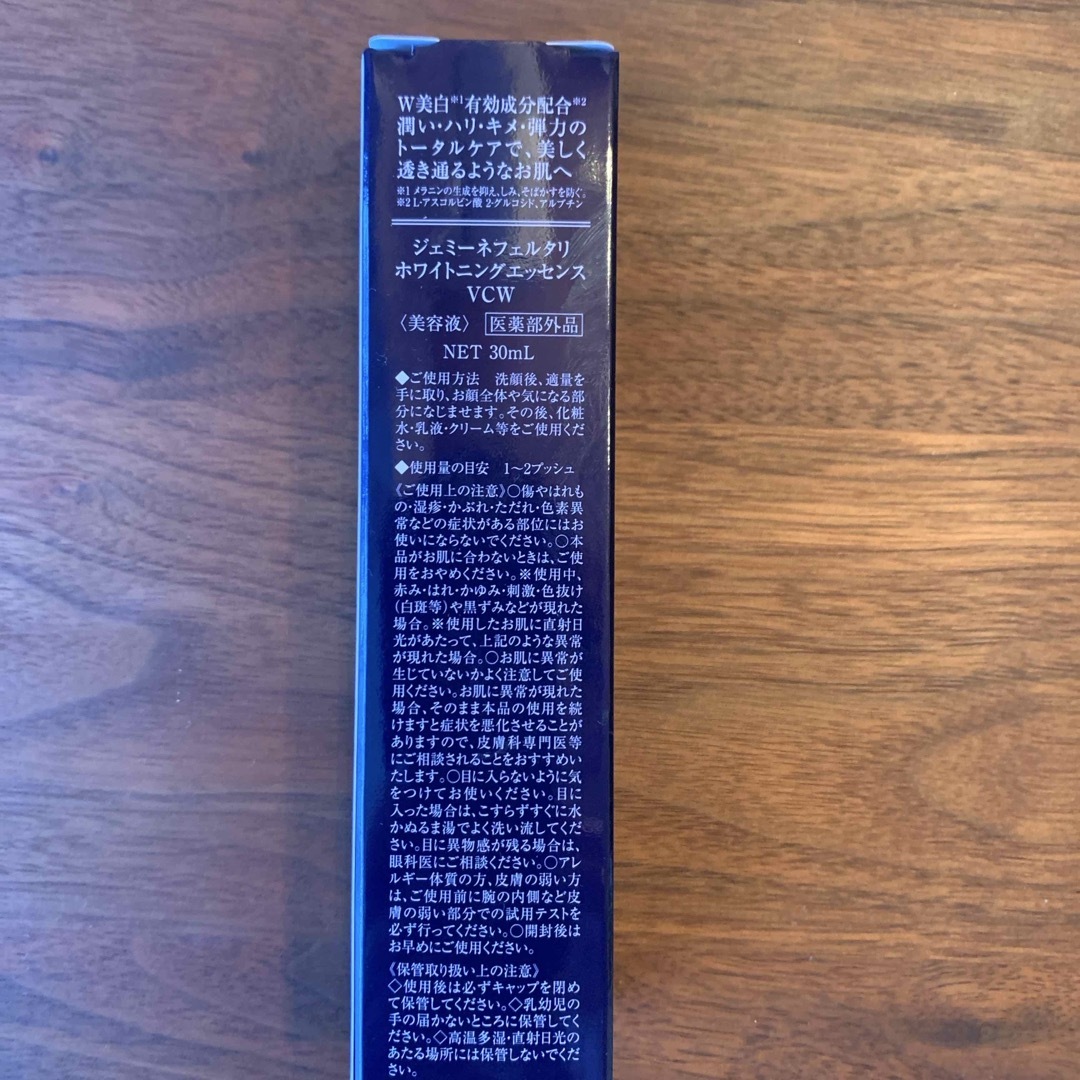 W美白※1有効成分配合※2
潤い・ハリ・キメ・弾力の
トータルケアで、美しく
透き通るようなお肌へ
※1 メラニンの生成を抑え、しみ、そばかすを防ぐ。
※2 L-アスコルビン酸 2-グルコシド、アルブチン
ジェミーネフェルタリ
ホワイトニングエッセンス
VCW
〈美容液〉 医薬部外品
NET 30mL
◆ご使用方法　洗顔後、適量を
手に取り、お顔全体や気になる部
分になじませます。その後、化粧
水・乳液・クリーム等をご使用くだ
さい。
◆使用量の目安　1〜2プッシュ
《ご使用上の注意》○傷やはれも
の・湿疹・かぶれ・ただれ・色素異
常などの症状がある部位にはお
使いにならないでください。○本
品がお肌に合わないときは、ご使
用をおやめください。※使用中、
赤み・はれ・かゆみ・刺激・色抜け
(白斑等)や黒ずみなどが現れた
場合。※使用したお肌に直射日
光があたって、上記のような異常
が現れた場合。○お肌に異常が
生じていないかよく注意してご使
用ください。お肌に異常が現れた
場合、そのまま本品の使用を続
けますと症状を悪化させることが
ありますので、皮膚科専門医等
にご相談されることをおすすめい
たします。○目に入らないように気
をつけてお使いください。目に
入った場合は、こすらずすぐに水
かぬるま湯でよく洗い流してくだ
さい。目に異物感が残る場合は、
眼科医にご相談ください。○アレ
ルギー体質の方、皮膚の弱い方
は、ご使用前に腕の内側など皮
膚の弱い部分での試用テストを
必ず行ってください。○開封後は
お早めにご使用ください。
《保管取り扱い上の注意》
◇使用後は必ずキャップを閉め
て保管してください。◇乳幼児の
手の届かないところに保管してく
ださい。◇高温多湿・直射日光の
あたる場所には保管しないでくだ
さい。